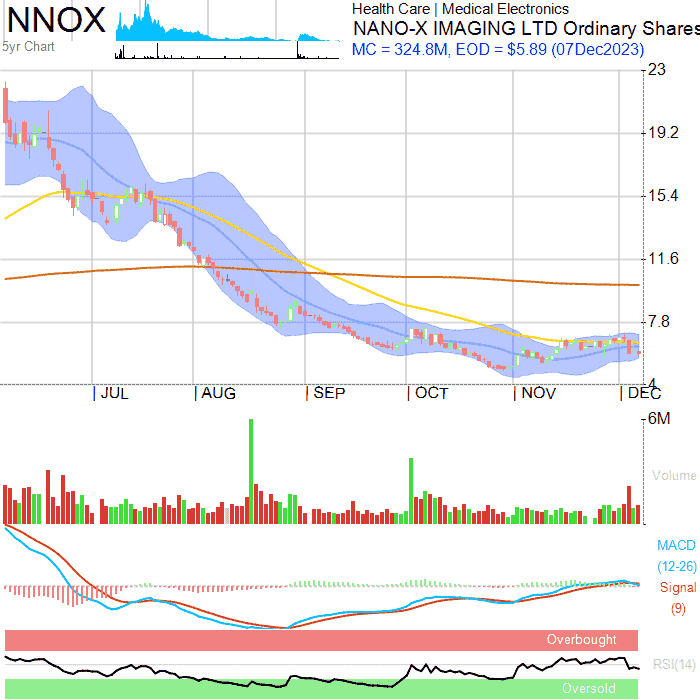 NNOX
5yr Chart
Health Care | Medical Electronics
NANO-X IMAGING LTD Ordinary Shares
MC = 324.8M, EOD = $5.89 (07Dec2023)
23
19.2
15.4
11.6
7.8
4
JUL AUG SEP OCT NOV DEC
6M
Volume
MACD
(12-26)
Signal
(9)
Overbought
RSI(14)
Oversold